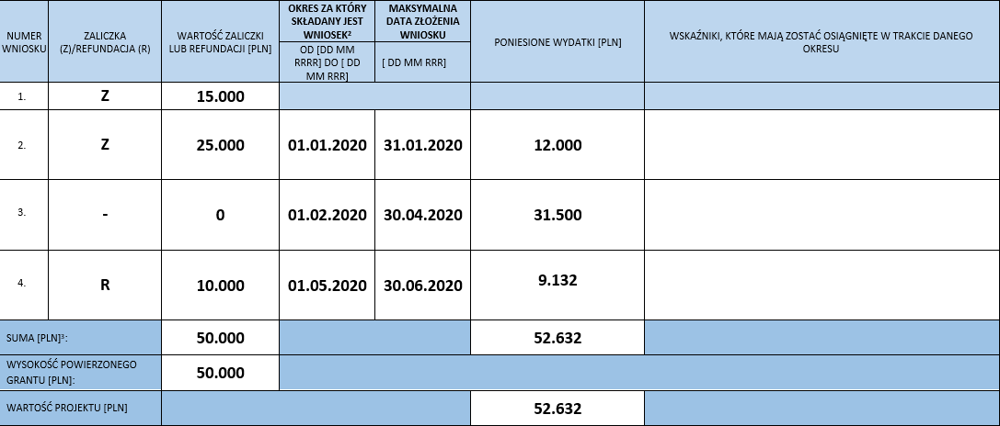 NUMER WNIOSKU
ZALICZKA (Z)/REFUNDACJA (R)
WARTOŚĆ ZALICZKI LUB REFUNDACJI [PLN]
OKRES ZA KTÓRY SKŁADANY JEST WNIOSEK²
OD [DD MM RRRR] DO [ DD MM RRR]
MAKSYMALNA DATA ZŁOŻENIA WNIOSKU
[ DD MM RRR]
PONIESIONE WYDATKI [PLN]
WSKAŹNIKI, KTÓRE MAJĄ ZOSTAĆ OSIĄGNIĘTE W TRAKCIE DANEGO OKRESU
1. Z 15.000
2. Z 25.000 01.01.2020 31.01.2020 12.000
3. - 0 01.02.2020 30.04.2020 31.500
4. R 10.000 01.05.2020 30.06.2020 9.132
SUMA [PLN]³: 50.000 52.632
WYSOKOŚĆ POWIERZONEGO GRANTU [PLN]: 50.000
WARTOŚĆ PROJEKTU [PLN] 52.632